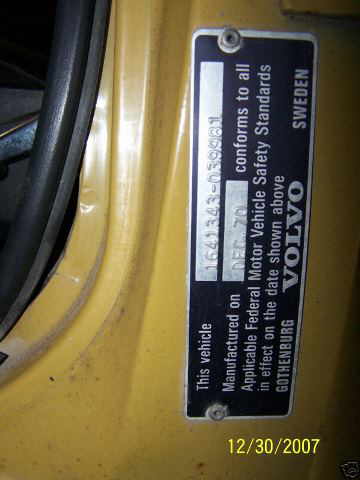 This vehicle 1641343-039981
Manufactured on DEC. 70 conforms to all
Applicable Federal Motor Vehicle Safety Standards
in effect on the date shown above
GOTHENBURG VOLVO SWEDEN
12/30/2007